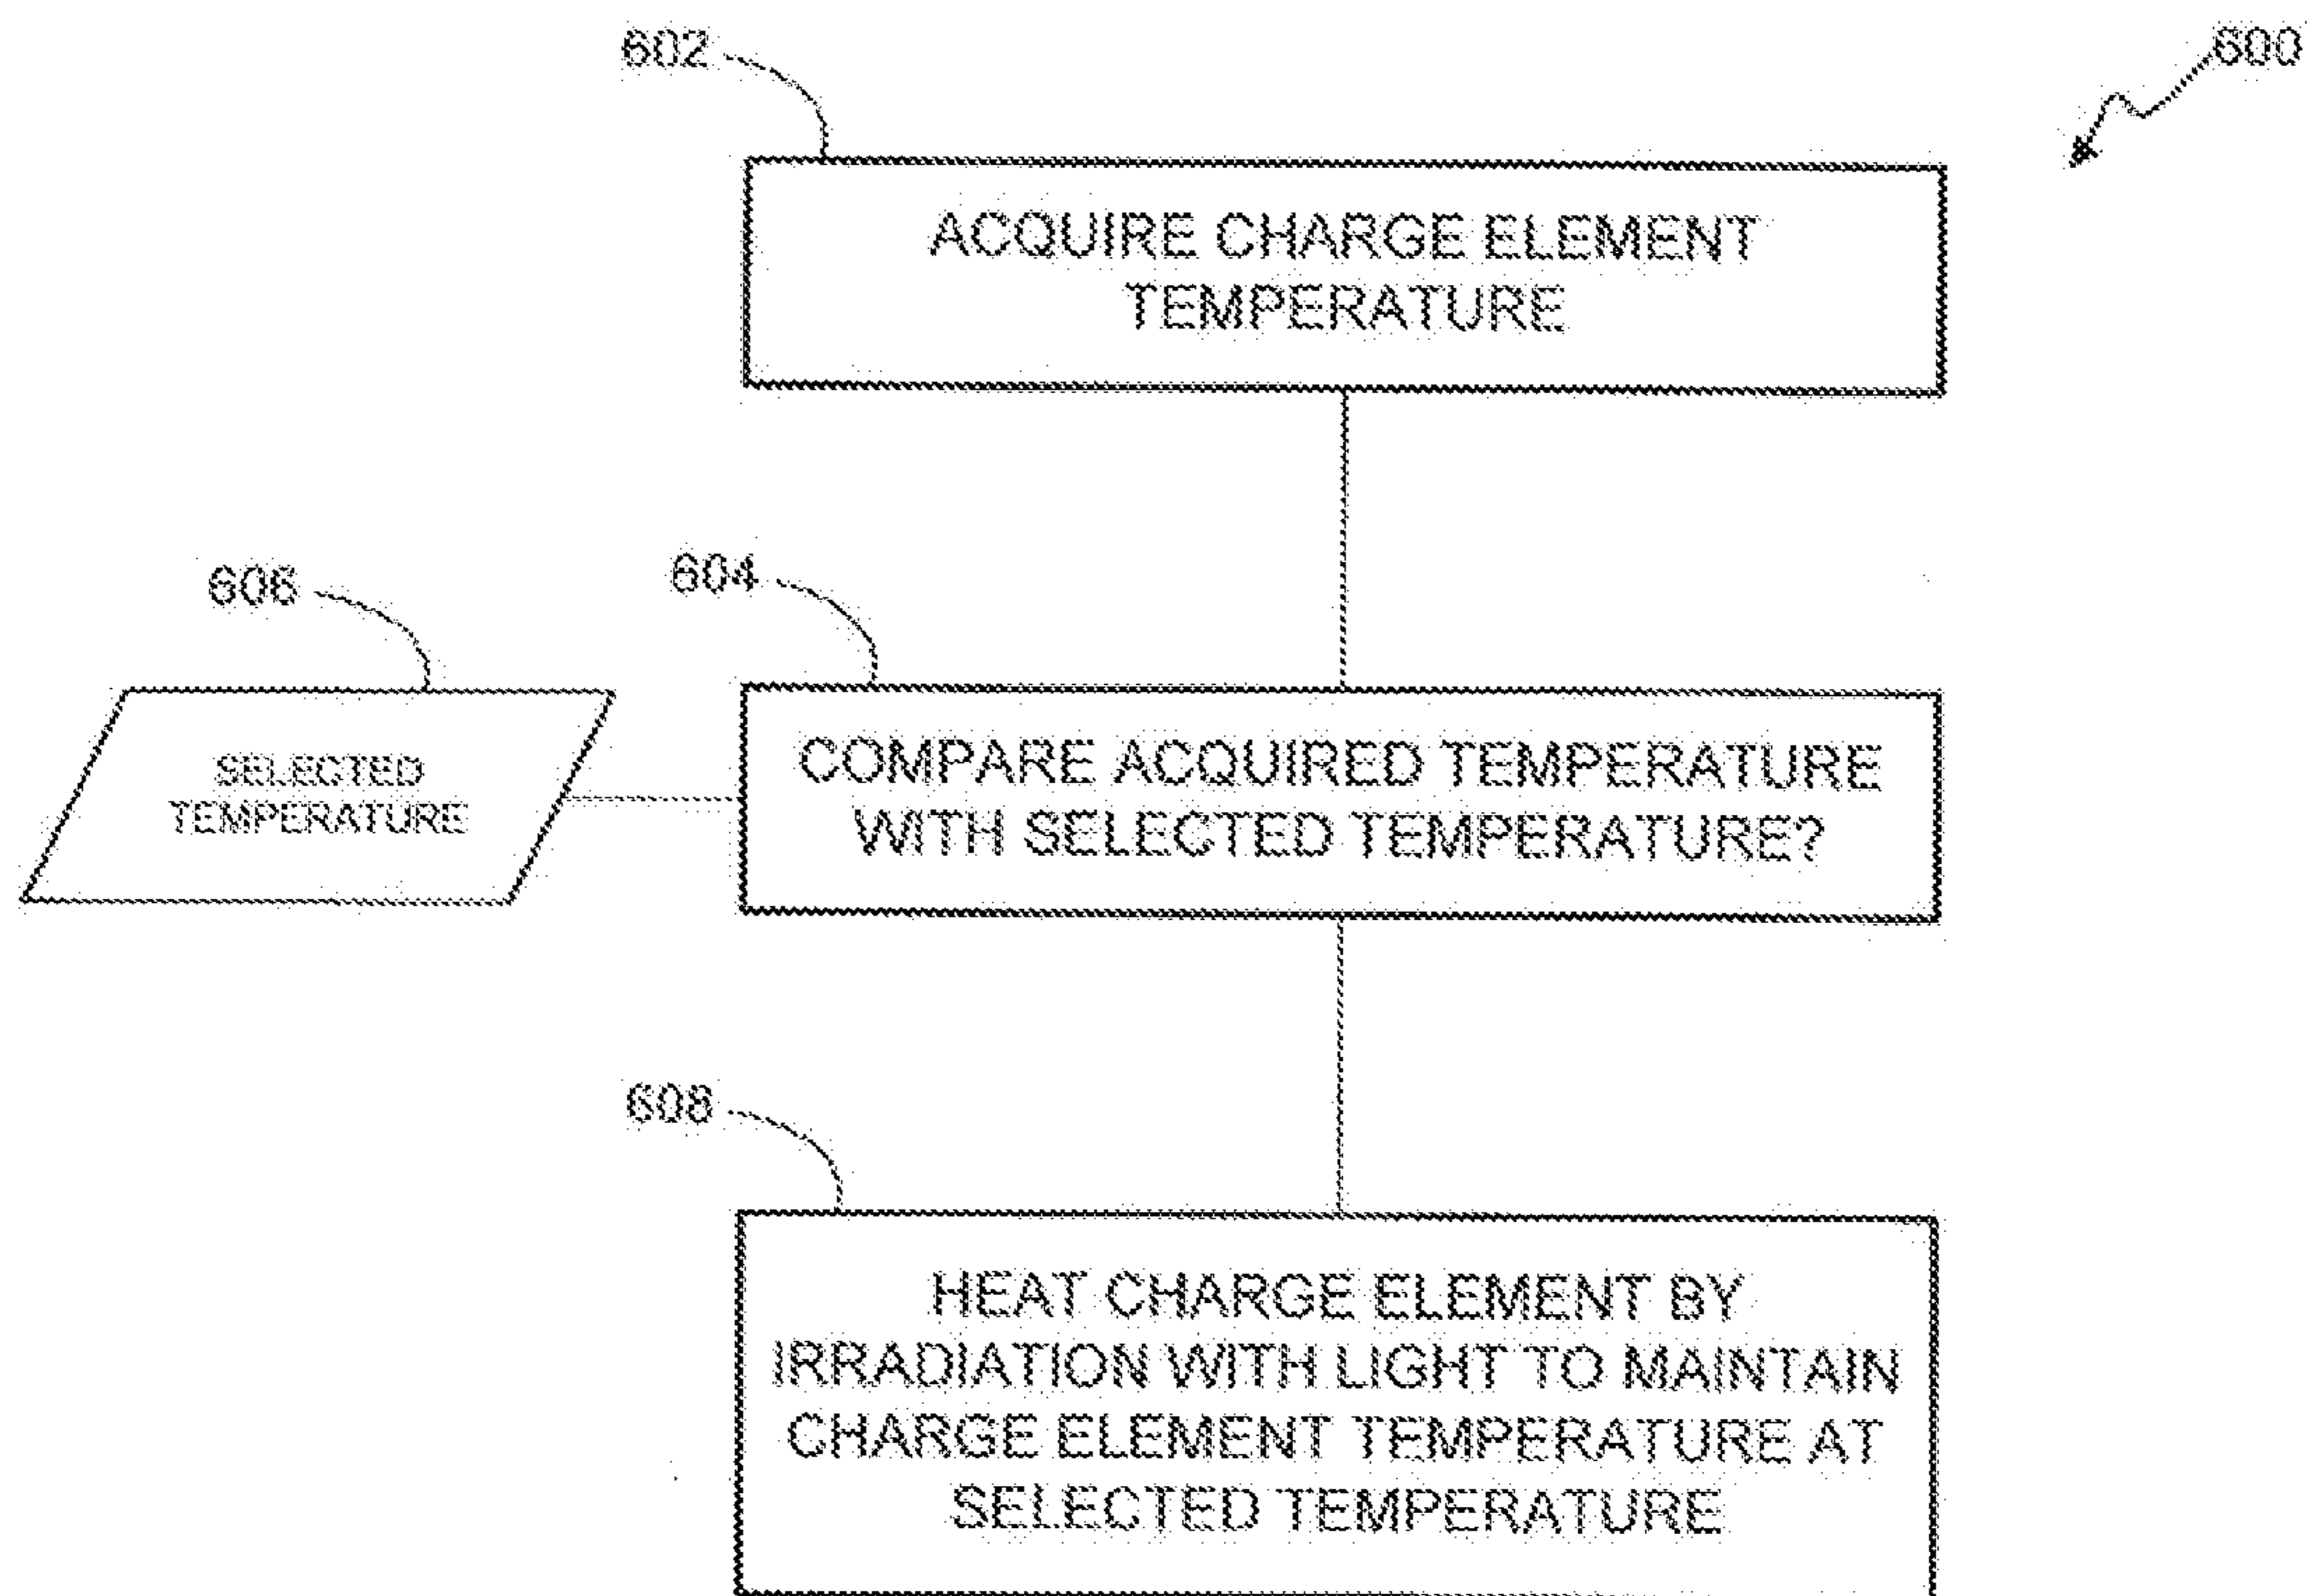 602
600
ACQUIRE CHARGE ELEMENT
TEMPERATURE
606
604
SELECTED
TEMPERATURE
COMPARE ACQUIRED TEMPERATURE
WITH SELECTED TEMPERATURE?
608
HEAT CHARGE ELEMENT BY
IRRADIATION WITH LIGHT TO MAINTAIN
CHARGE ELEMENT TEMPERATURE AT
SELECTED TEMPERATURE